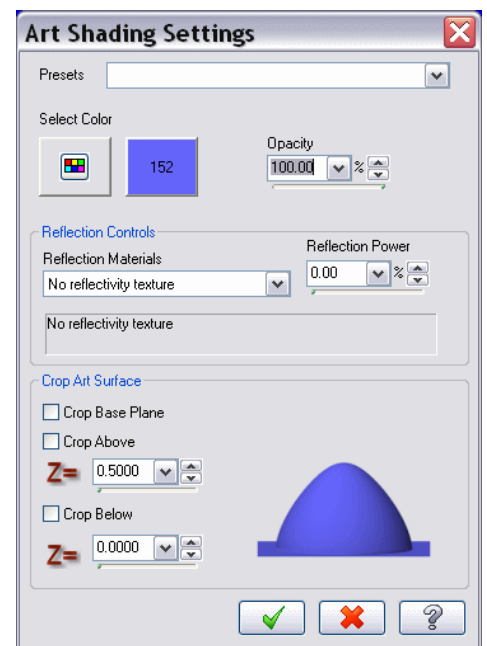 Art Shading Settings
Presets
Select Color
152
Opacity
100.00 %
Reflection Controls
Reflection Materials
Reflection Power
No reflectivity texture
0.00 %
No reflectivity texture
Crop Art Surface
Crop Base Plane
Crop Above
Z= 0.5000
Crop Below
Z= 0.0000
?